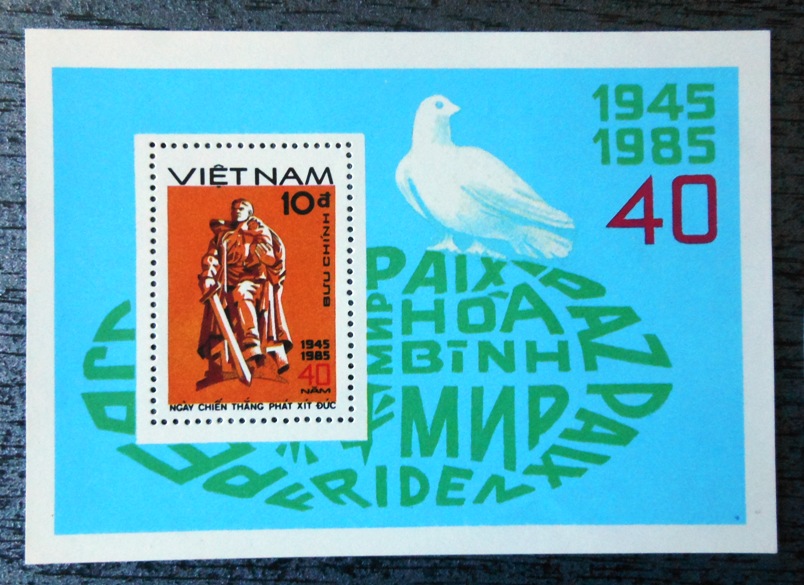 1945
1985
40
VIỆT NAM
10đ
BƯU CHÍNH
1945
1985
40
NĂM
NGÀY CHIẾN THẮNG PHÁT XÍT ĐỨC
PAIX
PAZ
HÒA
BÌNH
МИР
МИР
PAIX
FRIDEN